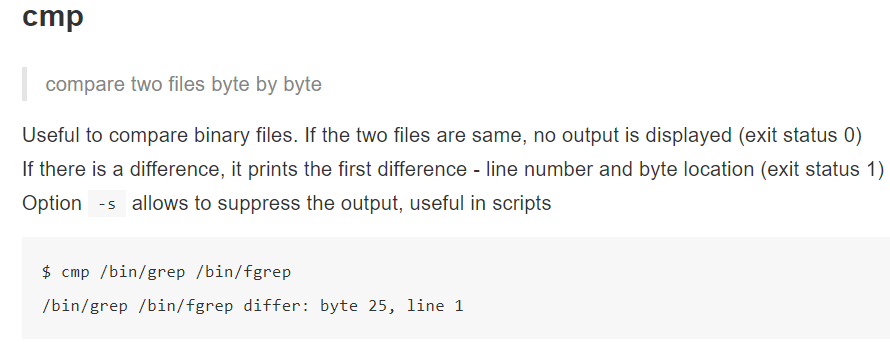 cmp
compare two files byte by byte
Useful to compare binary files. If the two files are same, no output is displayed (exit status 0)
If there is a difference, it prints the first difference - line number and byte location (exit status 1)
Option -s allows to suppress the output, useful in scripts
$ cmp /bin/grep /bin/fgrep
/bin/grep /bin/fgrep differ: byte 25, line 1